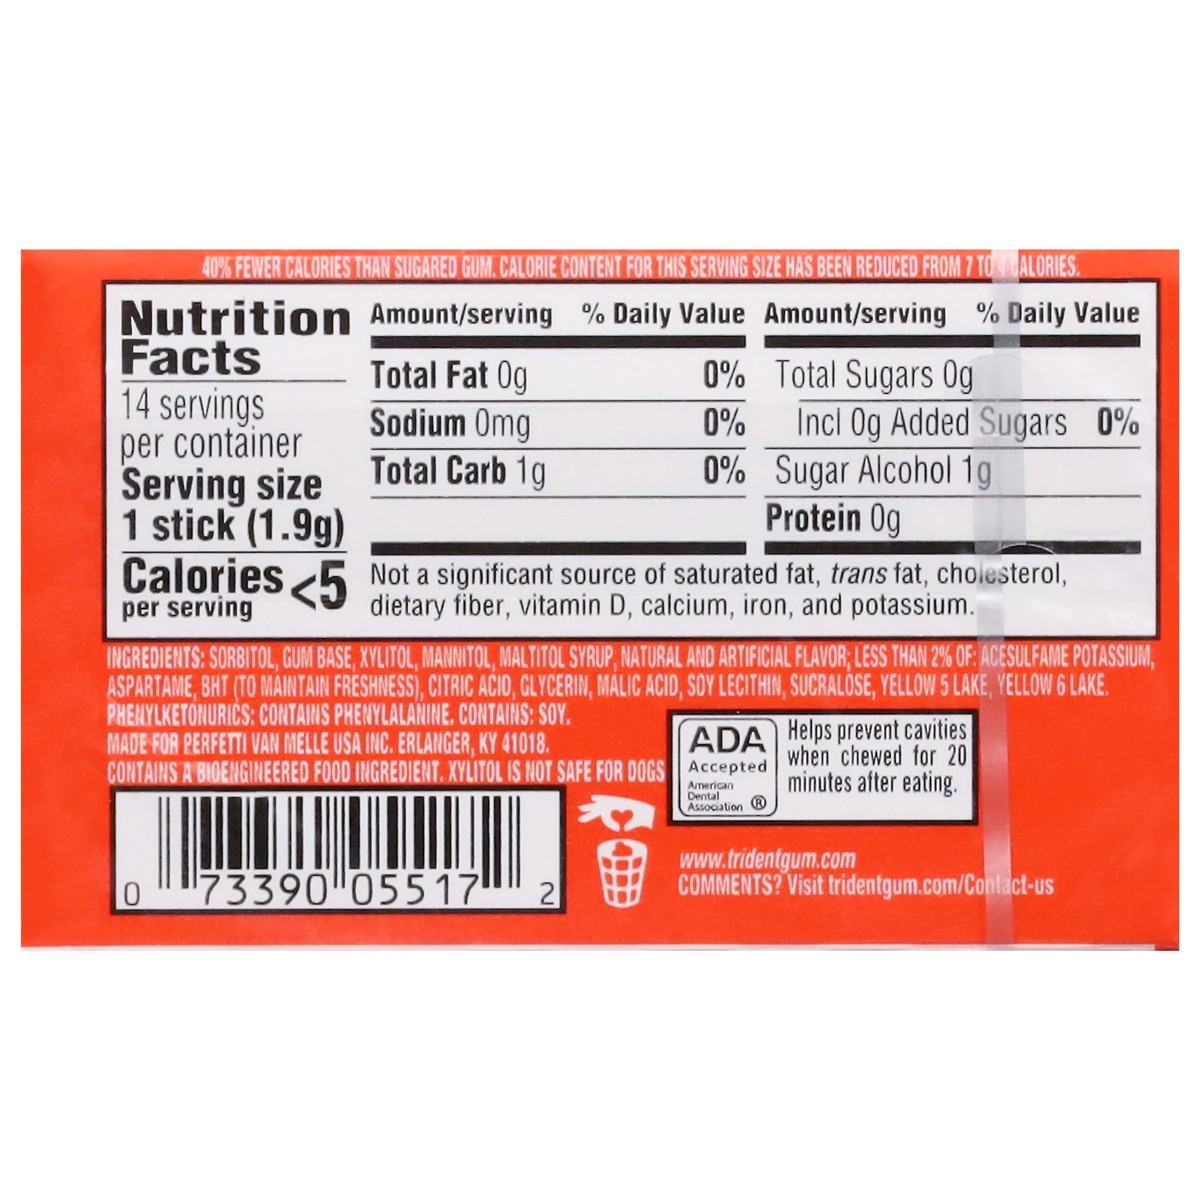 40% FEWER CALORIES THAN SUGARED GUM. CALORIE CONTENT FOR THIS SERVING SIZE HAS BEEN REDUCED FROM 7 TO 4 CALORIES.
Nutrition
Facts
14 servings
per container
Serving size
1 stick (1.9g)
Calories
per serving
<5
Amount/serving % Daily Value
Total Fat 0g 0%
Sodium 0mg 0%
Total Carb 1g 0%
Amount/serving % Daily Value
Total Sugars 0g
Incl 0g Added Sugars 0%
Sugar Alcohol 1g
Protein 0g
Not a significant source of saturated fat, trans fat, cholesterol,
dietary fiber, vitamin D, calcium, iron, and potassium.
INGREDIENTS: SORBITOL, GUM BASE, XYLITOL, MANNITOL, MALTITOL SYRUP, NATURAL AND ARTIFICIAL FLAVOR; LESS THAN 2% OF: ACESULFAME POTASSIUM,
ASPARTAME, BHT (TO MAINTAIN FRESHNESS), CITRIC ACID, GLYCERIN, MALIC ACID, SOY LECITHIN, SUCRALOSE, YELLOW 5 LAKE, YELLOW 6 LAKE.
PHENYLKETONURICS: CONTAINS PHENYLALANINE. CONTAINS: SOY.
MADE FOR PERFETTI VAN MELLE USA INC. ERLANGER, KY 41018.
CONTAINS A BIOENGINEERED FOOD INGREDIENT. XYLITOL IS NOT SAFE FOR DOGS
ADA
Accepted
American
Dental
Association ®
Helps prevent cavities
when chewed for 20
minutes after eating.
0 73390 05517 2
www.tridentgum.com
COMMENTS? Visit tridentgum.com/Contact-us